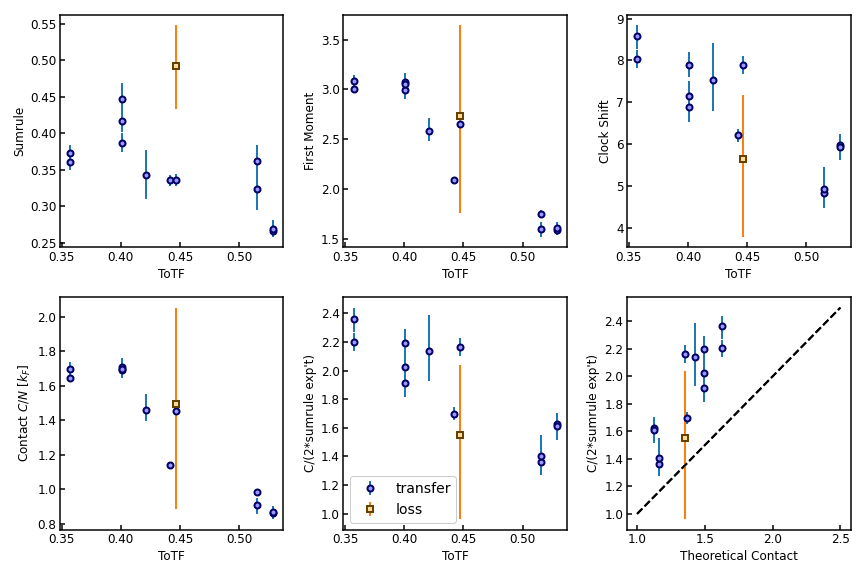 0.55
0.50
0.45
0.40
0.35
0.30
0.25
Sumrule
0.35 0.40 0.45 0.50
ToTF
3.5
3.0
2.5
2.0
1.5
First Moment
0.35 0.40 0.45 0.50
ToTF
9
8
7
6
5
4
Clock Shift
0.35 0.40 0.45 0.50
ToTF
2.0
1.8
1.6
1.4
1.2
1.0
0.8
Contact C/N [k_F]
0.35 0.40 0.45 0.50
ToTF
2.4
2.2
2.0
1.8
1.6
1.4
1.2
1.0
C/(2*sumrule exp't)
transfer
loss
0.35 0.40 0.45 0.50
ToTF
2.4
2.2
2.0
1.8
1.6
1.4
1.2
1.0
C/(2*sumrule exp't)
1.0 1.5 2.0 2.5
Theoretical Contact